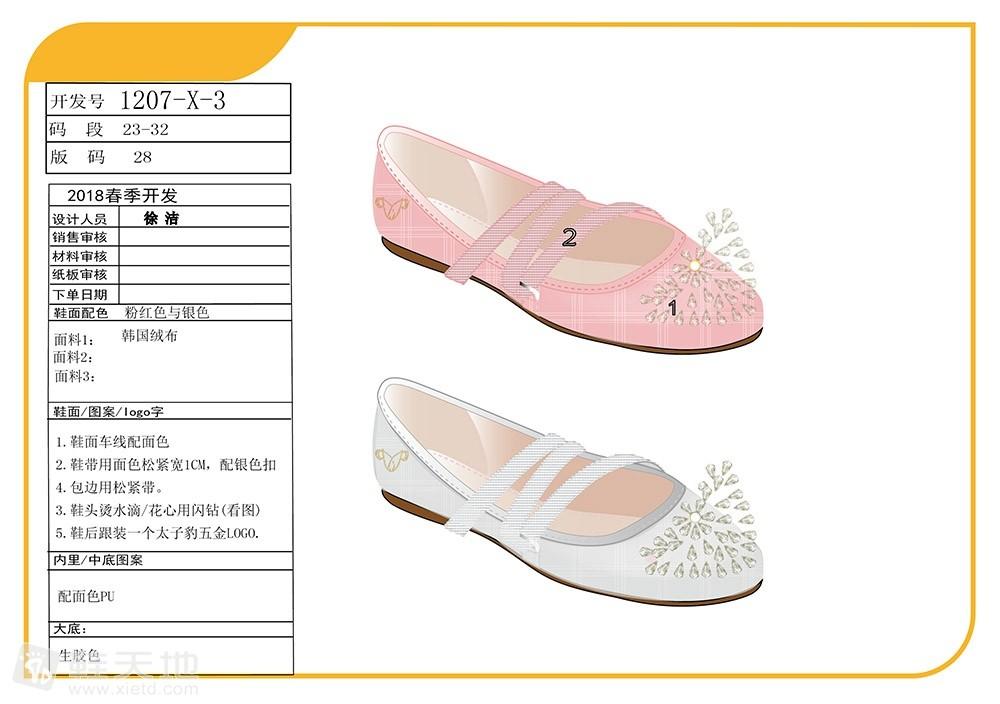 开发号 1207-X-3
码 段 23-32
版 码 28
2018春季开发
设计人员 徐洁
销售审核
材料审核
纸板审核
下单日期
鞋面配色 粉红色与银色
面料1: 韩国绒布
面料2:
面料3:
鞋面/图案/logo字
1.鞋面车线配面色
2.鞋带用面色松紧宽1CM，配银色扣
4.包边用松紧带。
3.鞋头烫水滴/花心用闪钻(看图)
5.鞋后跟装一个太子豹五金LOGO.
内里/中底图案
配面色PU
大底:
生胶色
2
1
鞋天地
www.xietd.com